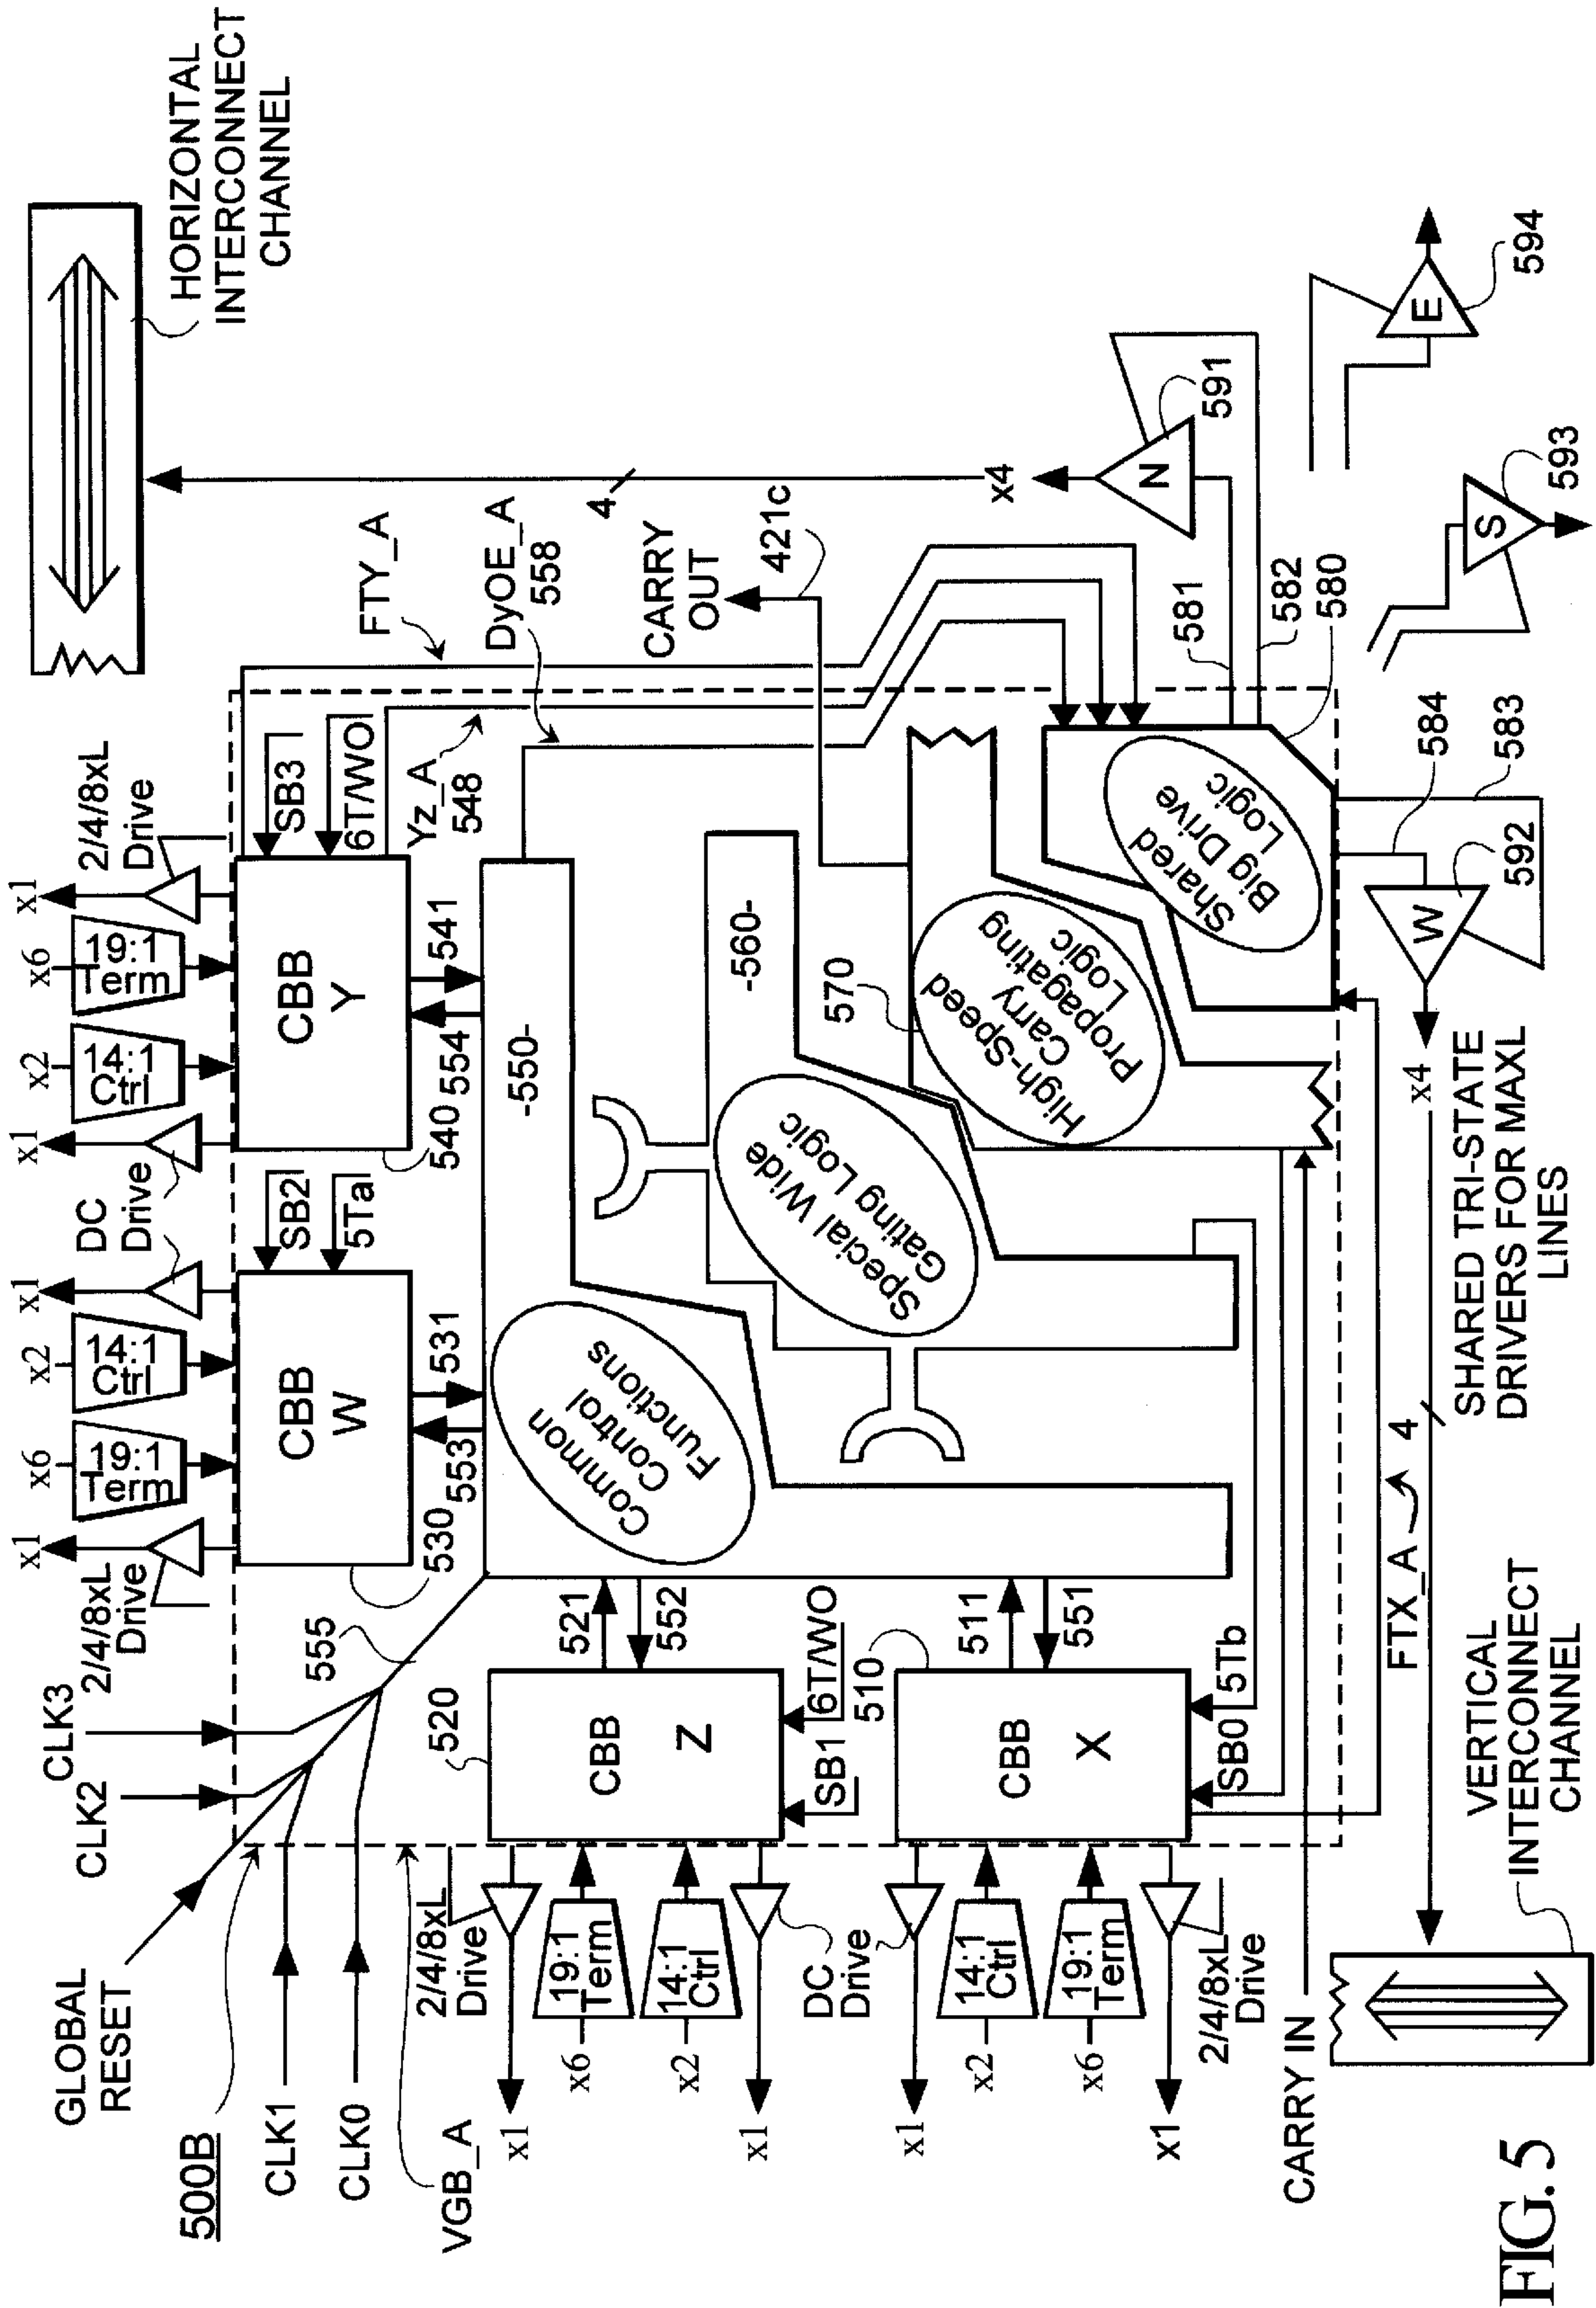 HORIZONTAL
INTERCONNECT
CHANNEL
x1
x6
x2
x1
x1
x2
x6
x1
2/4/8xL
Drive
19:1
Term
14:1
Ctrl
DC
Drive
14:1
Ctrl
19:1
Term
2/4/8xL
Drive
SB3
6T/WO
CBB
Y
SB2
5Ta
CBB
W
FTY_A
Yz_A
548
DyOE_A
558
541
554
540
531
553
530
555
4
CARRY
OUT
421c
x4
N
591
E
594
S
593
581
582
580
584
583
-550-
Common
Control
Functions
-560-
Special Wide
Gating Logic
570
High-Speed
Carry
Propagating
Logic
Shared
Big Drive
Logic
W
592
x4
SHARED TRI-STATE
DRIVERS FOR MAXL
LINES
4
FTX_A
CLK3
CLK2
GLOBAL
RESET
CLK1
CLK0
500B
VGB_A
521
552
520
CBB
Z
6T/WO
SB1
511
551
510
CBB
X
5Tb
SB0
2/4/8xL
Drive
19:1
Term
14:1
Ctrl
DC
Drive
14:1
Ctrl
19:1
Term
2/4/8xL
Drive
x1
x6
x2
x1
x1
x2
x6
x1
CARRY IN
VERTICAL
INTERCONNECT
CHANNEL
FIG. 5